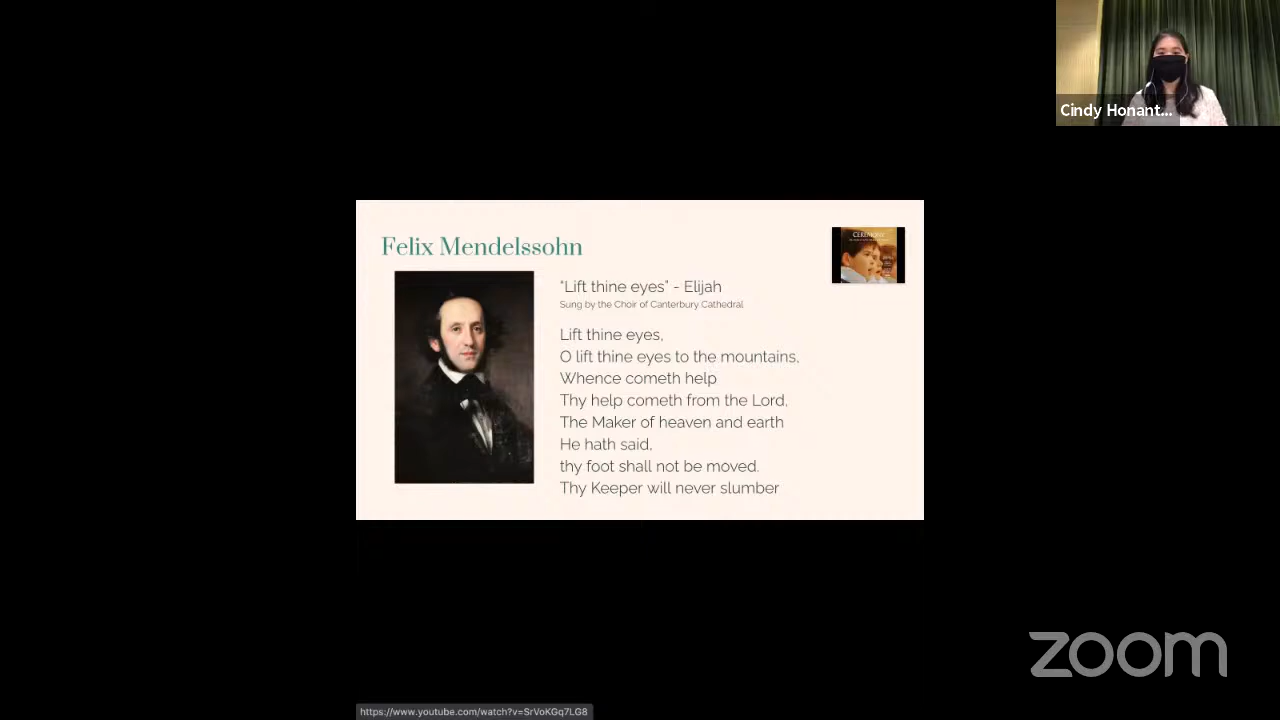 Cindy Honant...
Felix Mendelssohn
"Lift thine eyes" - Elijah
Sung by the Choir of Canterbury Cathedral
Lift thine eyes,
O lift thine eyes to the mountains,
Whence cometh help
Thy help cometh from the Lord,
The Maker of heaven and earth
He hath said,
thy foot shall not be moved.
Thy Keeper will never slumber
zoom
https://www.youtube.com/watch?v=SrVoKGq7LG8